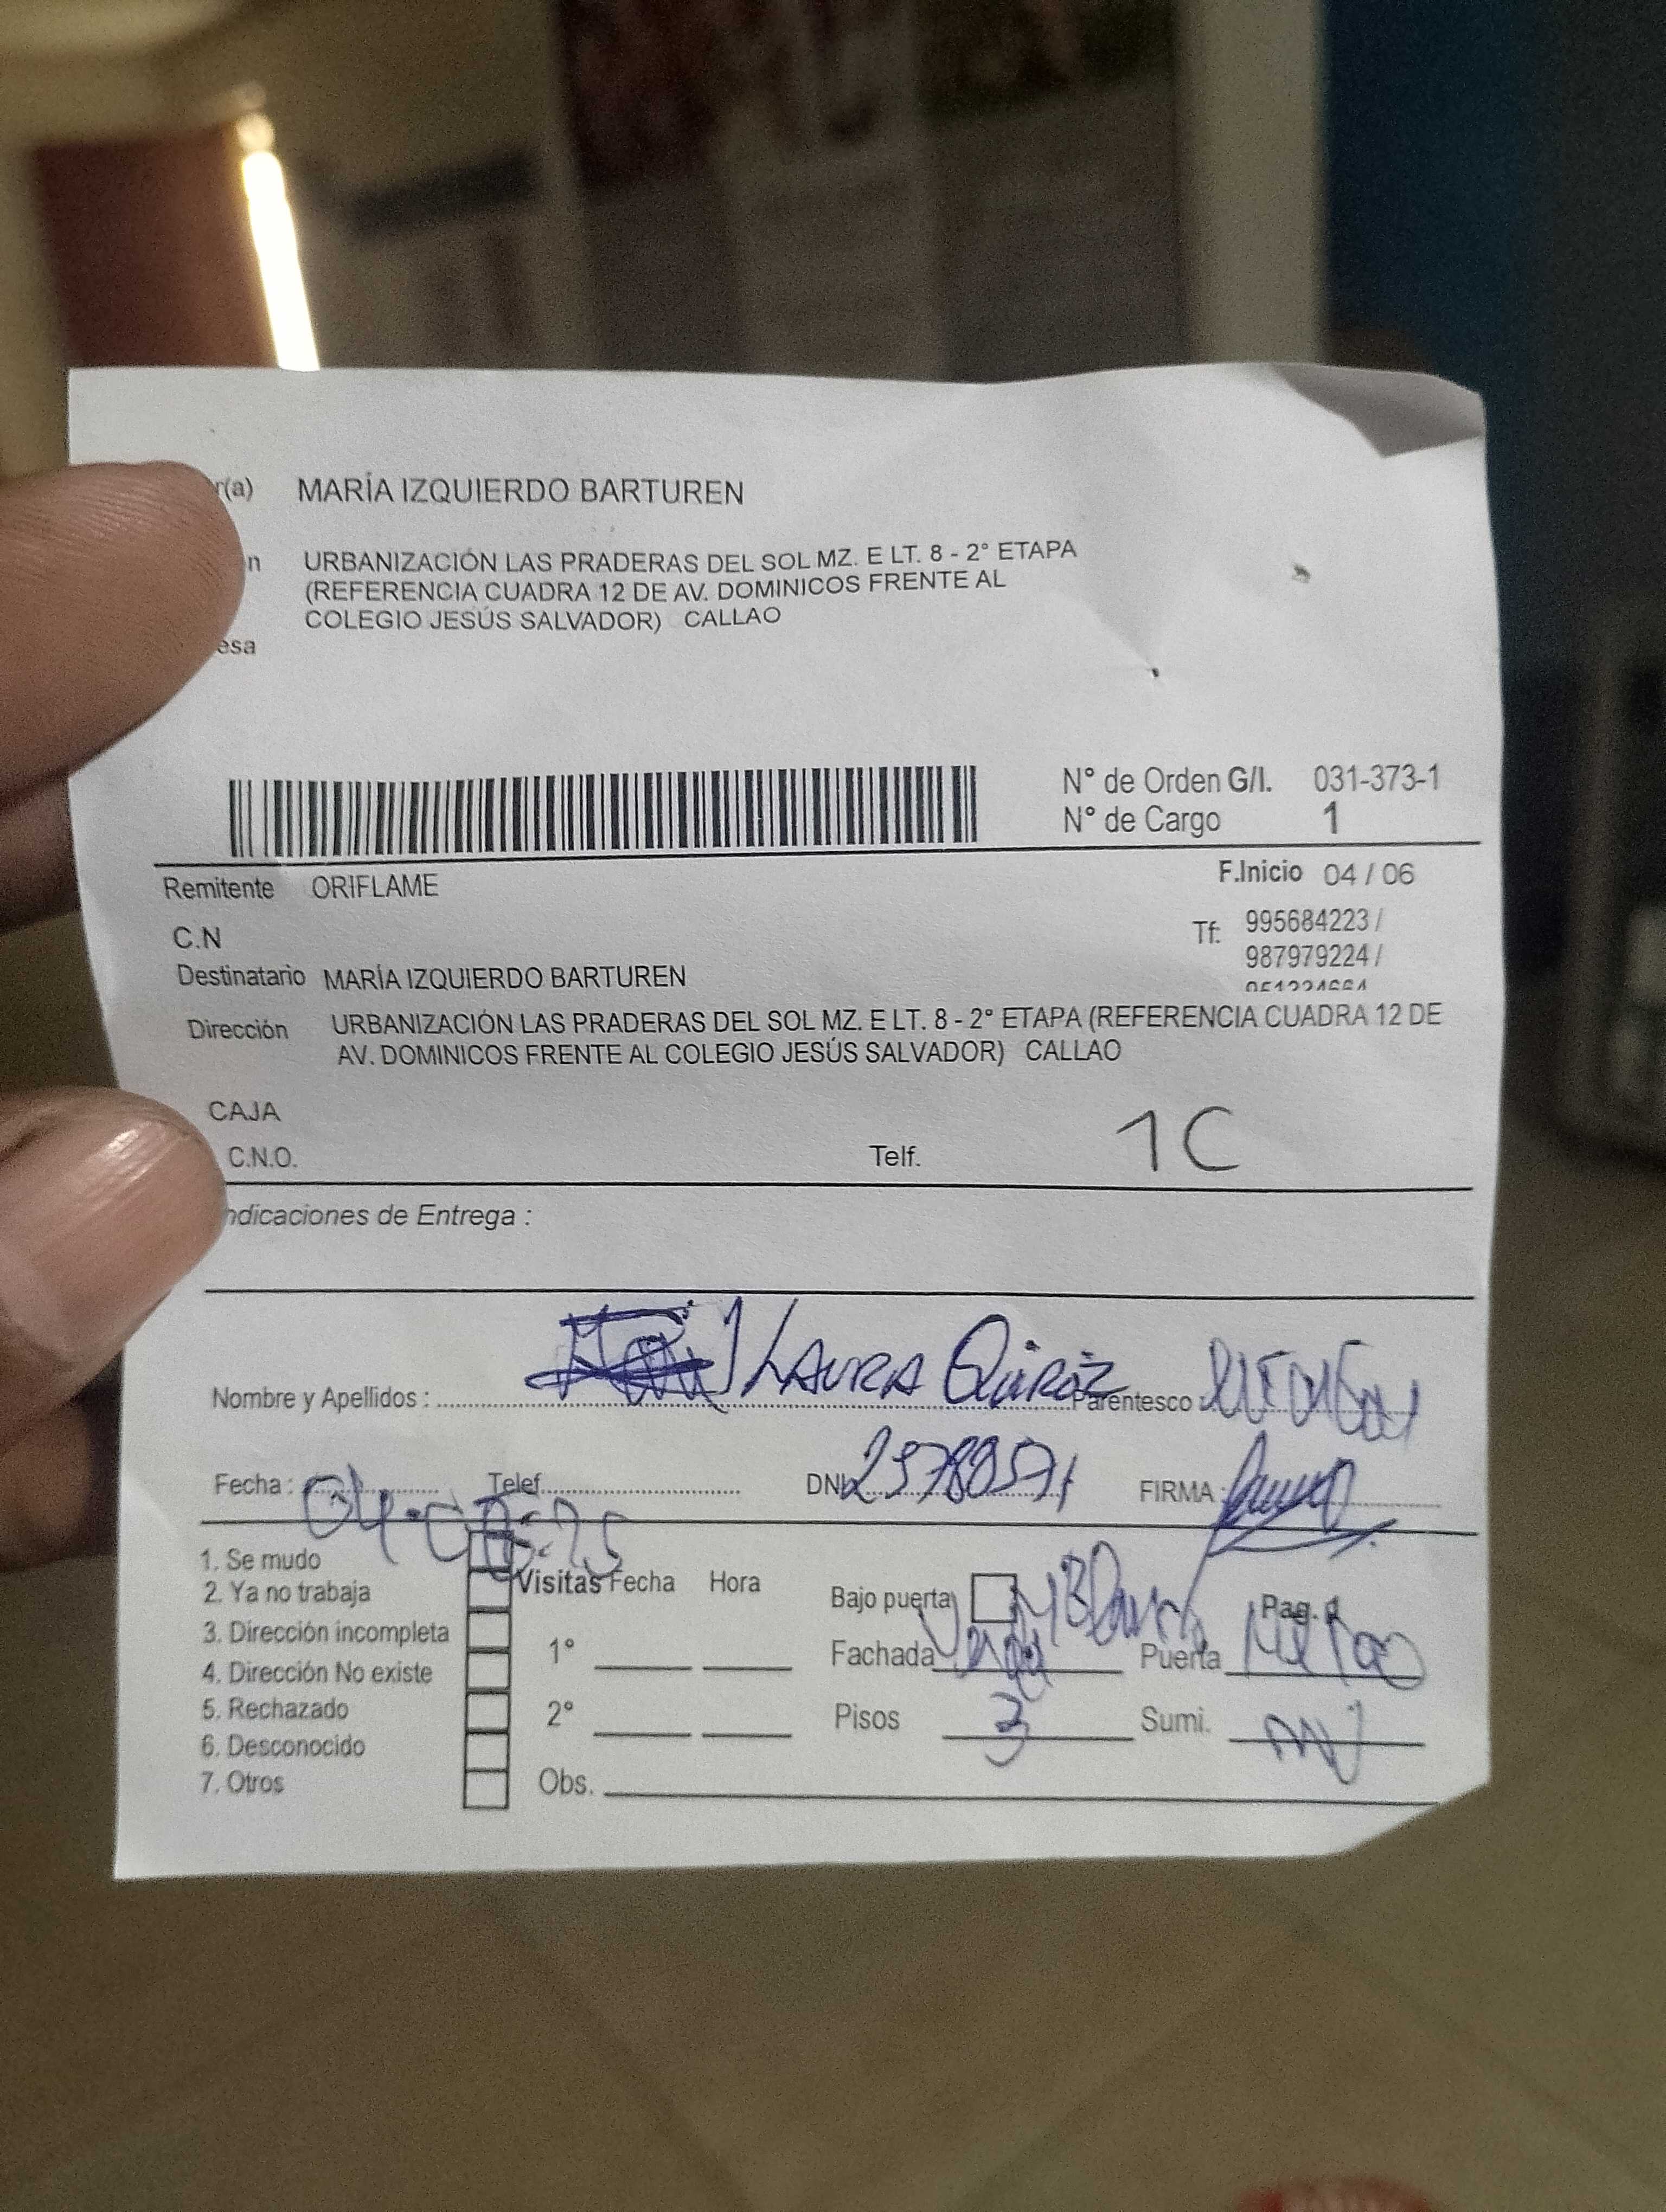 r(a) MARÍA IZQUIERDO BARTUREN
n URBANIZACIÓN LAS PRADERAS DEL SOL MZ. E LT. 8 - 2° ETAPA
(REFERENCIA CUADRA 12 DE AV. DOMINICOS FRENTE AL
COLEGIO JESÚS SALVADOR) CALLAO
esa
N° de Orden G/I. 031-373-1
N° de Cargo 1
Remitente ORIFLAME F.Inicio 04 / 06
C.N Tf: 995684223 /
987979224 /
Destinatario MARÍA IZQUIERDO BARTUREN
Dirección URBANIZACIÓN LAS PRADERAS DEL SOL MZ. E LT. 8 - 2° ETAPA (REFERENCIA CUADRA 12 DE
AV. DOMINICOS FRENTE AL COLEGIO JESÚS SALVADOR) CALLAO
CAJA
C.N.O. Telf. 1C
ndicaciones de Entrega :
Nombre y Apellidos : LAURA QUIROZ Parentesco :
Fecha : Telef. DNI FIRMA :
1. Se mudo
2. Ya no trabaja Visitas Fecha Hora Bajo puerta Pag. 1
3. Dirección incompleta 1° Fachada Puerta
4. Dirección No existe
5. Rechazado 2° Pisos 3 Sumi.
6. Desconocido
7. Otros Obs.